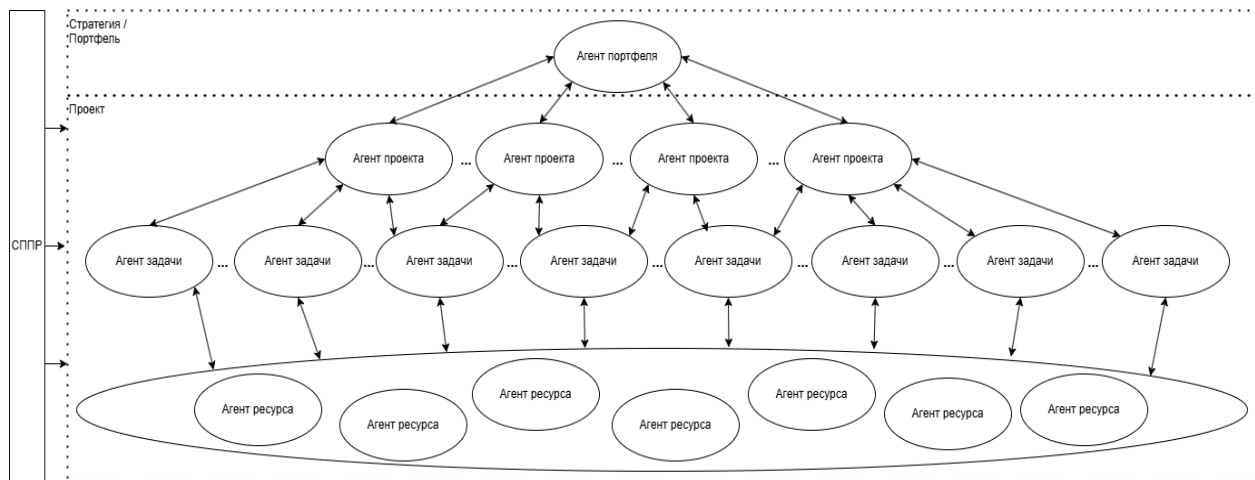 Стратегия /
Портфель
Агент портфеля
Проект
Агент проекта ... Агент проекта ... Агент проекта ... Агент проекта
СППР
Агент задачи ... Агент задачи ... Агент задачи ... Агент задачи ... Агент задачи ... Агент задачи ... Агент задачи ... Агент задачи
Агент ресурса Агент ресурса Агент ресурса Агент ресурса Агент ресурса Агент ресурса Агент ресурса